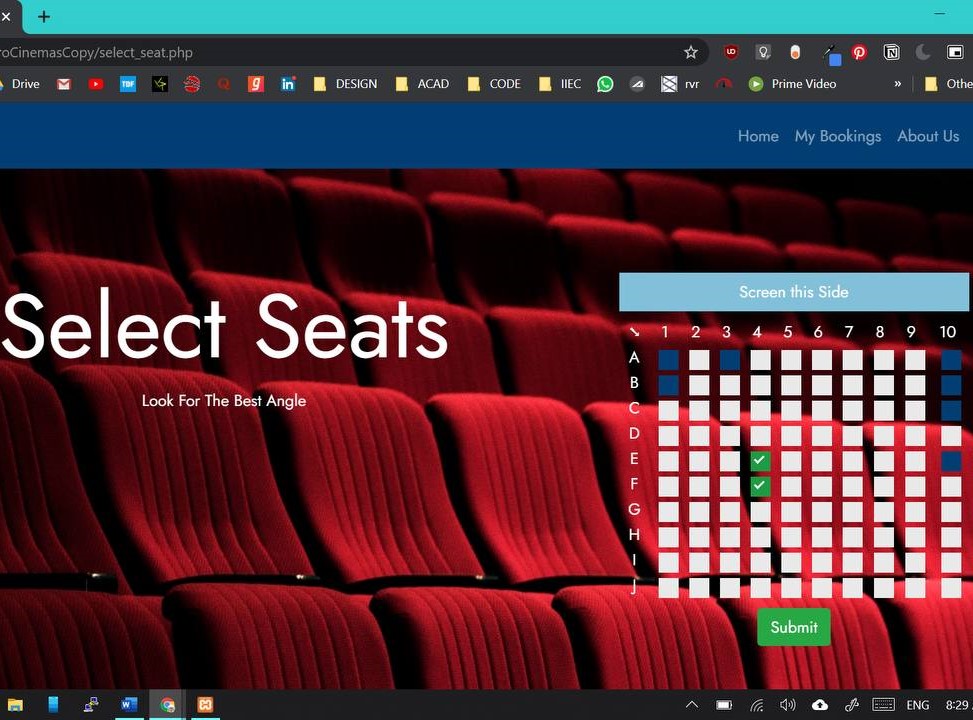 roCinemasCopy/select_seat.php
Drive
DESIGN
ACAD
CODE
IIEC
rvr
Prime Video
»
Othe
Home My Bookings About Us
Select Seats
Look For The Best Angle
Screen this Side
1 2 3 4 5 6 7 8 9 10
A
B
C
D
E
F
G
H
I
J
Submit
ENG
8:29